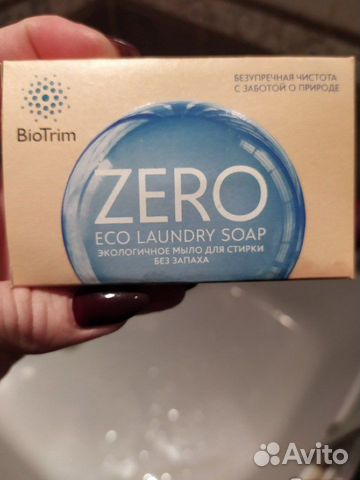 БЕЗУПРЕЧНАЯ ЧИСТОТА
С ЗАБОТОЙ О ПРИРОДЕ
BioTrim
ZERO
ECO LAUNDRY SOAP
ЭКОЛОГИЧНОЕ МЫЛО ДЛЯ СТИРКИ
БЕЗ ЗАПАХА
Avito